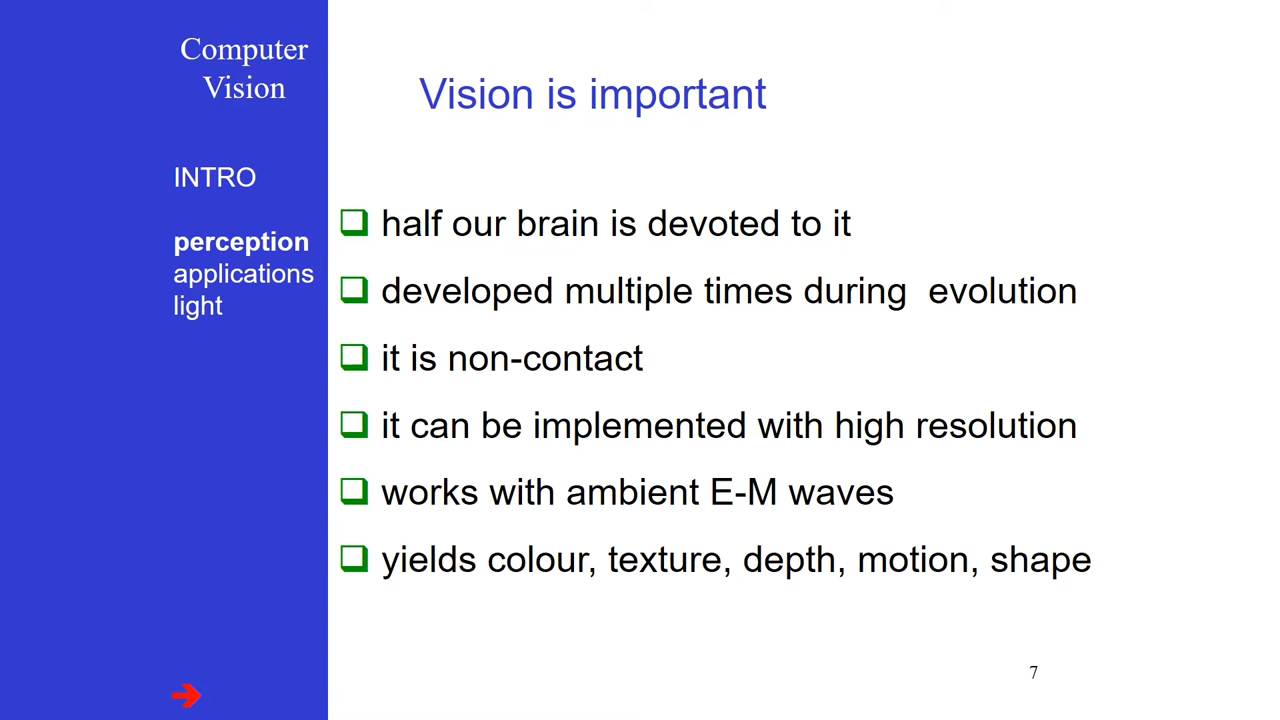 Computer
Vision
INTRO
perception
applications
light
Vision is important
half our brain is devoted to it
developed multiple times during  evolution
it is non-contact
it can be implemented with high resolution
works with ambient E-M waves
yields colour, texture, depth, motion, shape
7